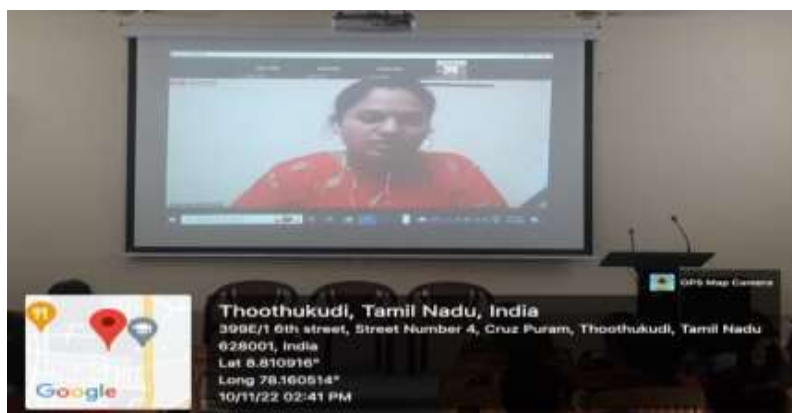 GPS Map Camera
Thoothukudi, Tamil Nadu, India
398E/1 6th street, Street Number 4, Cruz Puram, Thoothukudi, Tamil Nadu
628001, India
Lat 8.810916°
Long 78.160514°
10/11/22 02:41 PM
Google